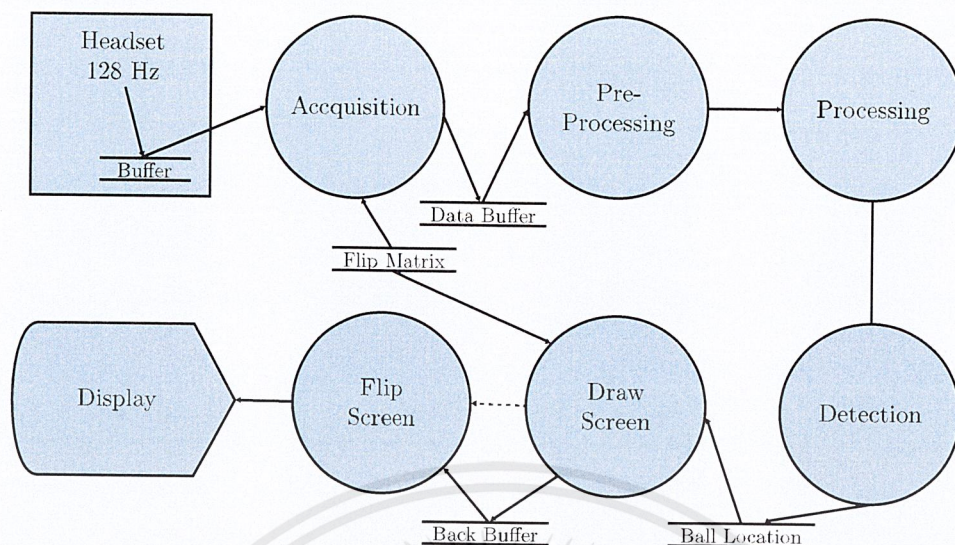 Headset
128 Hz
Buffer
Accquisition
Pre-
Processing
Processing
Data Buffer
Flip Matrix
Display
Flip
Screen
Draw
Screen
Detection
Back Buffer
Ball Location